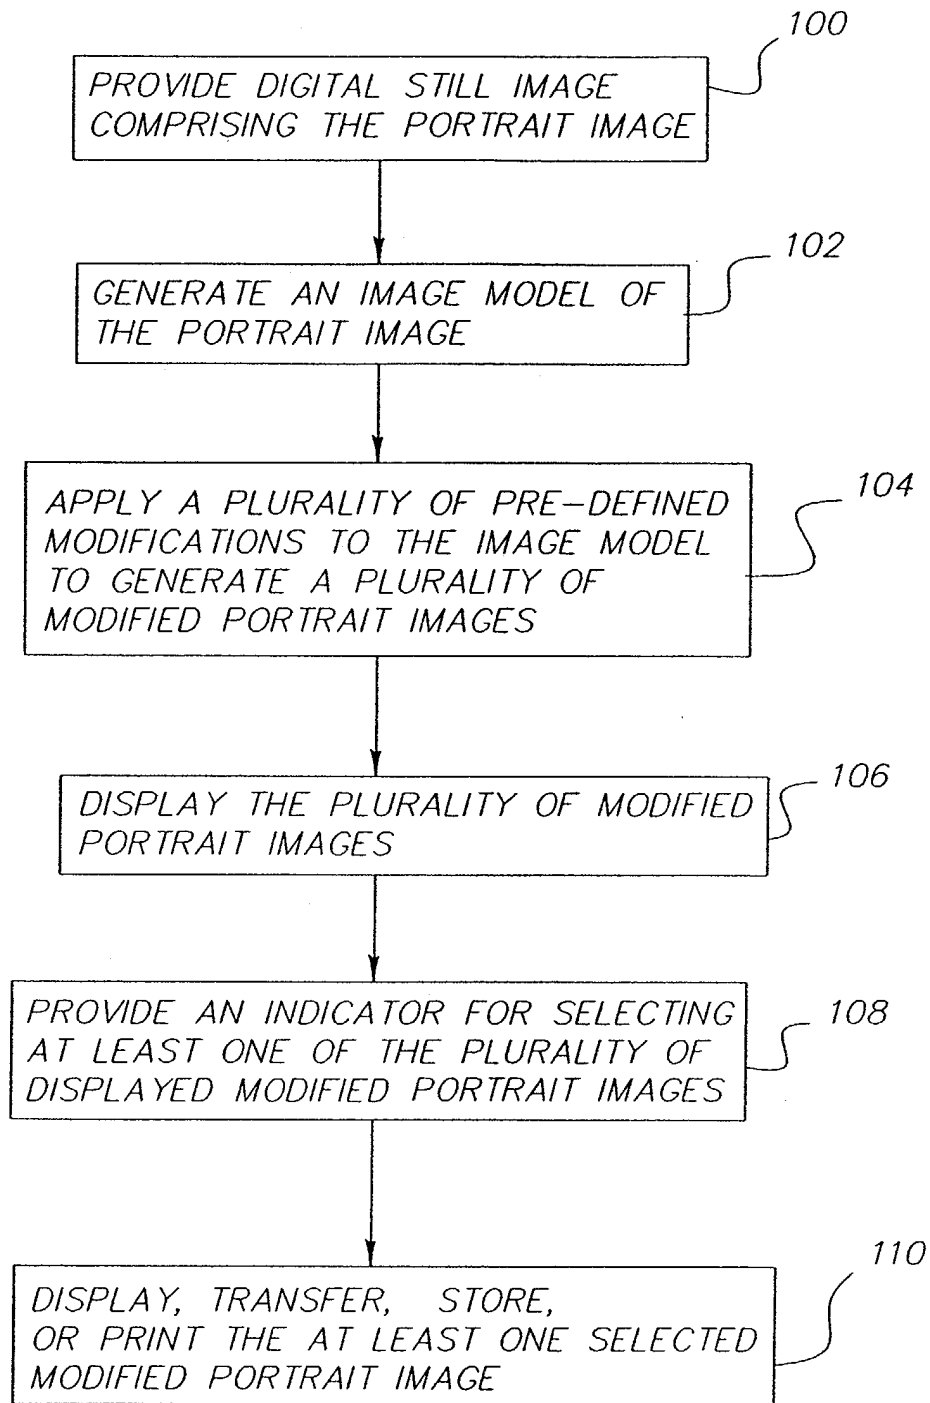 100
PROVIDE DIGITAL STILL IMAGE
COMPRISING THE PORTRAIT IMAGE
102
GENERATE AN IMAGE MODEL OF
THE PORTRAIT IMAGE
104
APPLY A PLURALITY OF PRE-DEFINED
MODIFICATIONS TO THE IMAGE MODEL
TO GENERATE A PLURALITY OF
MODIFIED PORTRAIT IMAGES
106
DISPLAY THE PLURALITY OF MODIFIED
PORTRAIT IMAGES
108
PROVIDE AN INDICATOR FOR SELECTING
AT LEAST ONE OF THE PLURALITY OF
DISPLAYED MODIFIED PORTRAIT IMAGES
110
DISPLAY, TRANSFER, STORE,
OR PRINT THE AT LEAST ONE SELECTED
MODIFIED PORTRAIT IMAGE